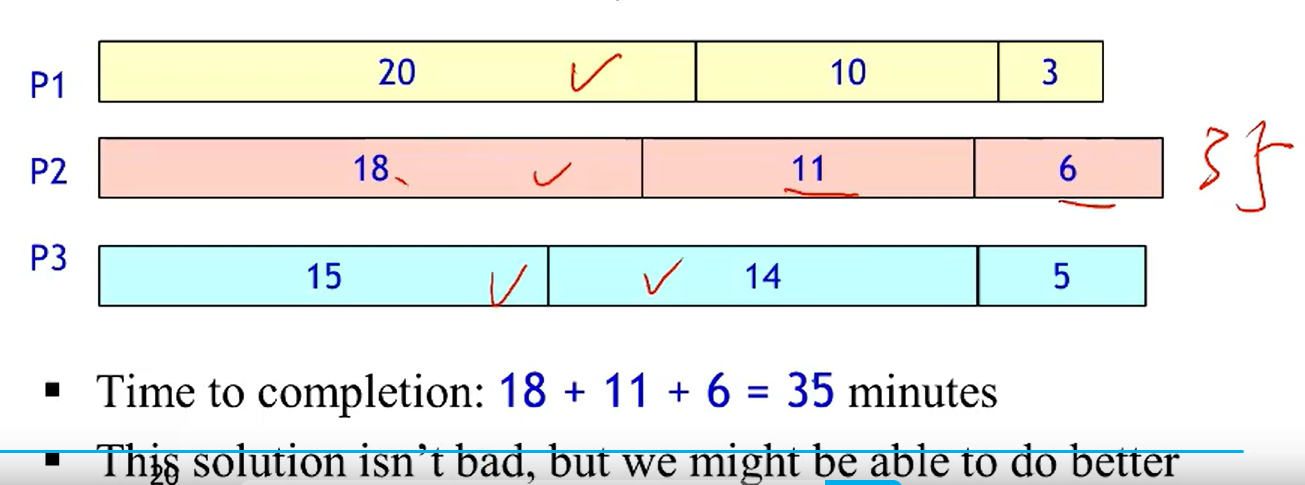 P1 20 10 3
P2 18 11 6 35
P3 15 14 5
▪ Time to completion: 18 + 11 + 6 = 35 minutes
▪ This solution isn't bad, but we might be able to do better
20